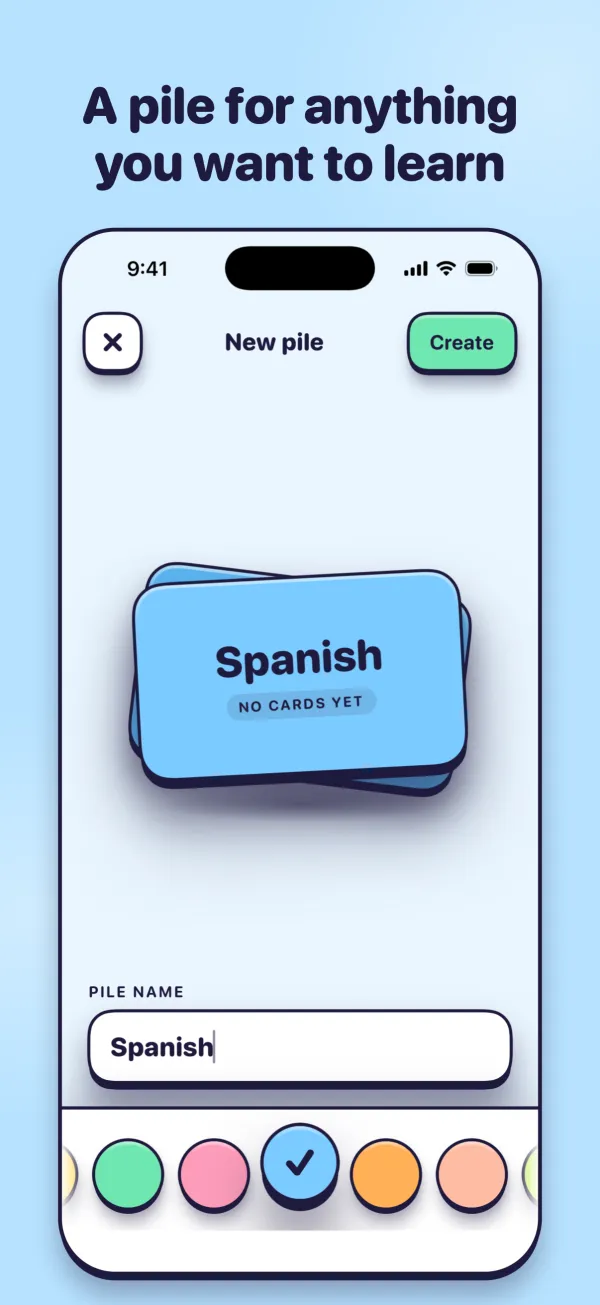 A pile for anything
you want to learn
9:41
New pile
Create
Spanish
NO CARDS YET
PILE NAME
Spanish